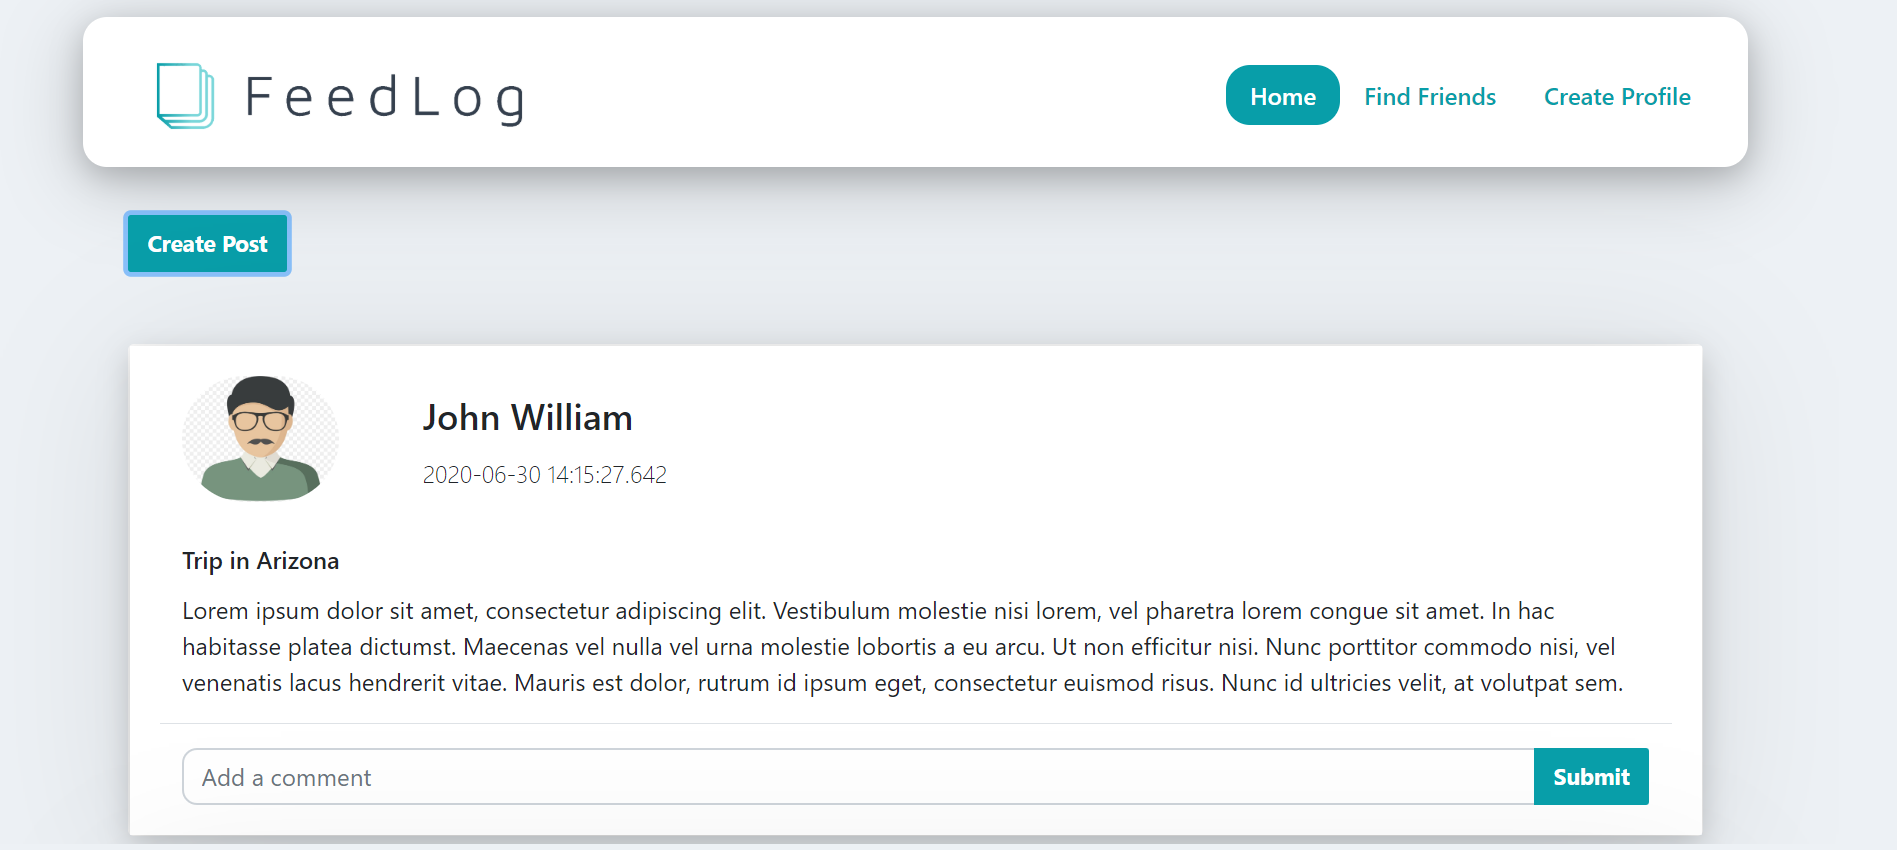 FeedLog
Home
Find Friends
Create Profile
Create Post
John William
2020-06-30 14:15:27.642
Trip in Arizona
Lorem ipsum dolor sit amet, consectetur adipiscing elit. Vestibulum molestie nisi lorem, vel pharetra lorem congue sit amet. In hac
habitasse platea dictumst. Maecenas vel nulla vel urna molestie lobortis a eu arcu. Ut non efficitur nisi. Nunc porttitor commodo nisi, vel
venenatis lacus hendrerit vitae. Mauris est dolor, rutrum id ipsum eget, consectetur euismod risus. Nunc id ultricies velit, at volutpat sem.
Add a comment
Submit